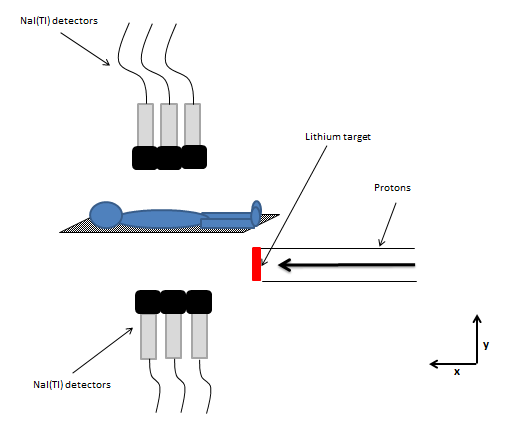 NaI(Tl) detectors
Lithium target
Protons
y
x
NaI(Tl) detectors